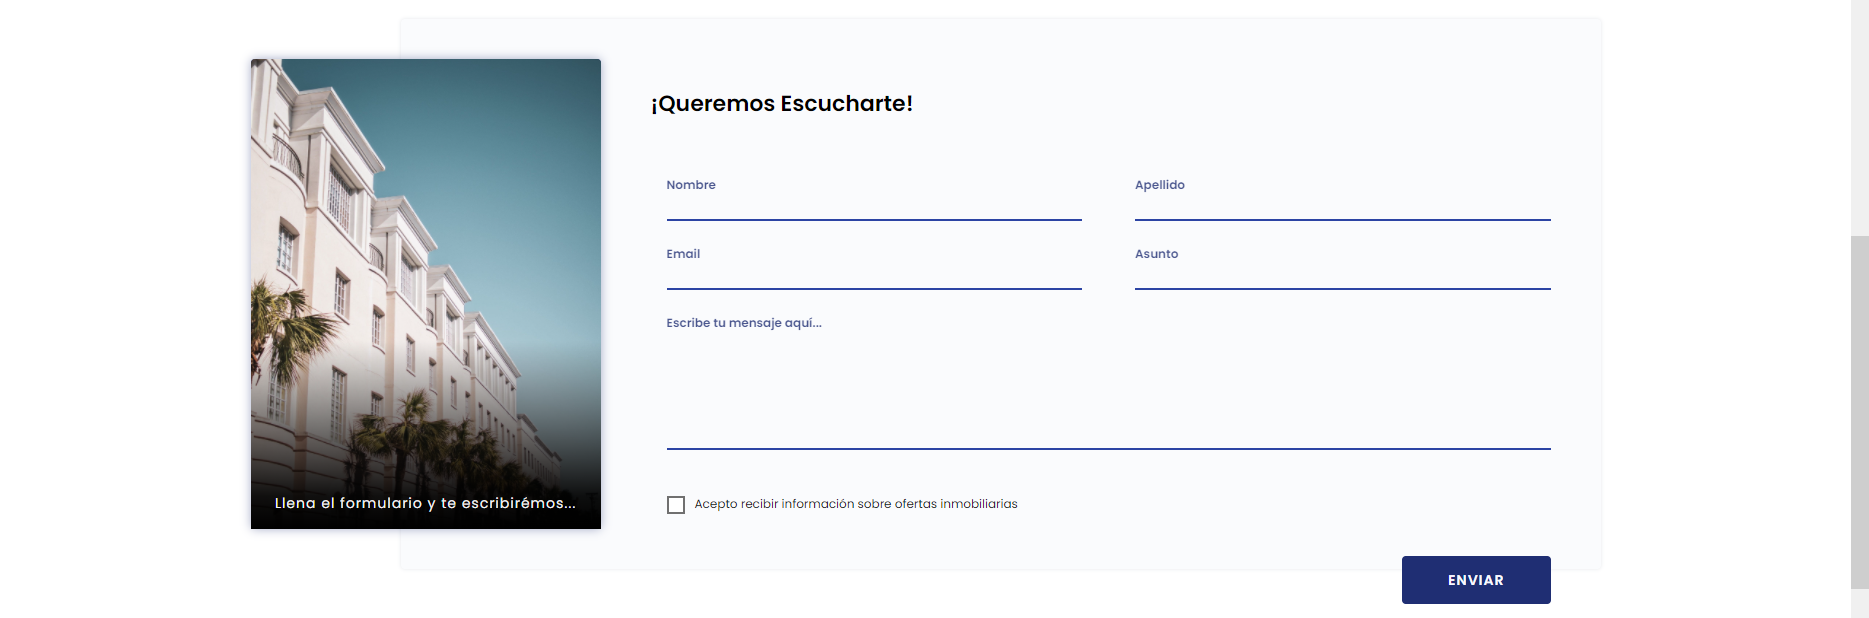 ¡Queremos Escucharte!
Nombre
Apellido
Email
Asunto
Escribe tu mensaje aquí...
Llena el formulario y te escribirémos...
Acepto recibir información sobre ofertas inmobiliarias
ENVIAR